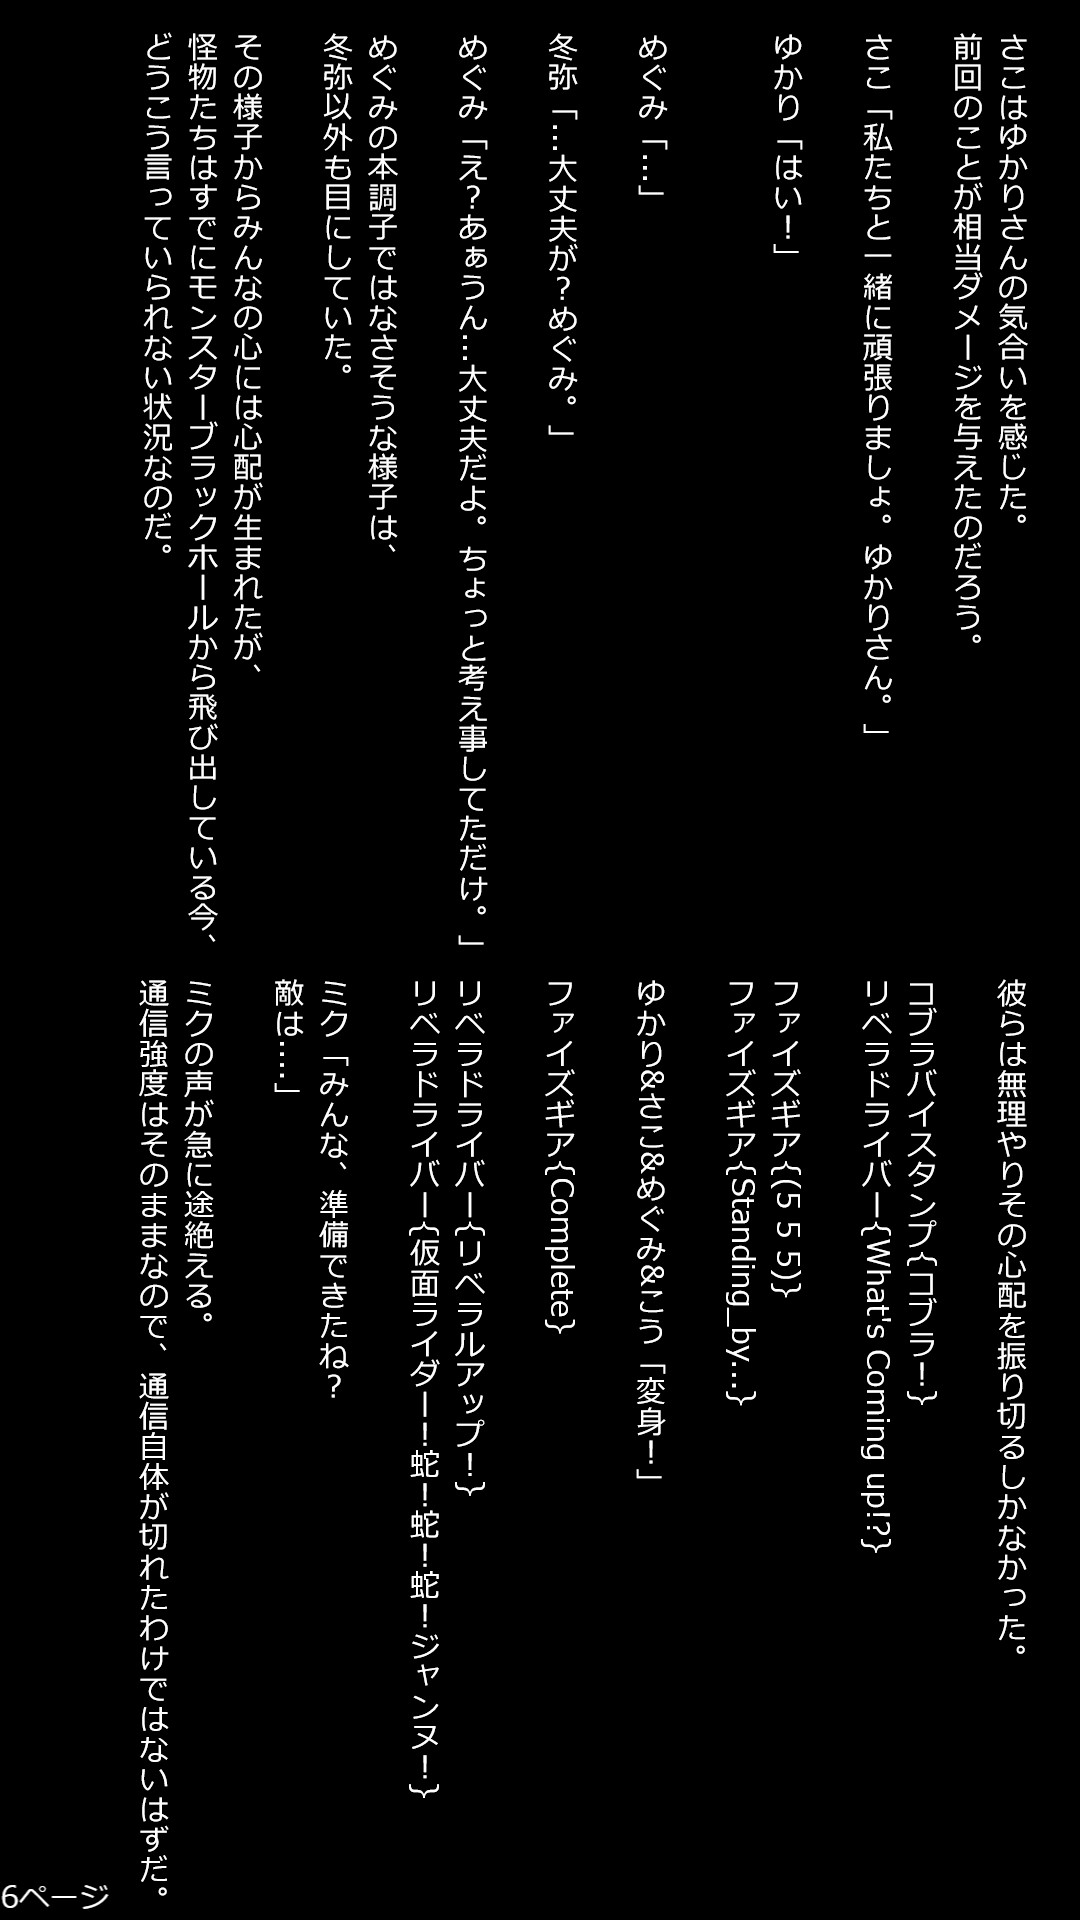 さこはゆかりさんの気合いを感じた。
前回のことが相当ダメージを与えたのだろう。
さこ「私たちと一緒に頑張りましょ。ゆかりさん。」
ゆかり「はい！」
めぐみ「…」
冬弥「…大丈夫が？めぐみ。」
めぐみ「え？あぁうん…大丈夫だよ。ちょっと考え事してただけ。」
めぐみの本調子ではなさそうな様子は、
冬弥以外も目にしていた。
その様子からみんなの心には心配が生まれたが、
怪物たちはすでにモンスターブラックホールから飛び出している今、
どうこう言っていられない状況なのだ。
彼らは無理やりその心配を振り切るしかなかった。
コブラバイスタンプ{コブラ！}
リベラドライバー{What's Coming up!?}
ファイズギア{(5 5 5)}
ファイズギア{Standing_by…}
ゆかり&さこ&めぐみ&こう「変身！」
ファイズギア{Complete}
リベラドライバー{リベラルアップ！}
リベラドライバー{仮面ライダー！蛇！蛇！蛇！ジャンヌ！}
ミク「みんな、準備できたね？
敵は‥‥」
ミクの声が急に途絶える。
通信強度はそのままなので、通信自体が切れたわけではないはずだ。
6ページ